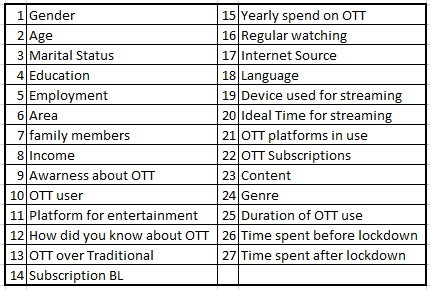 1 Gender 15 Yearly spend on OTT
2 Age 16 Regular watching
3 Marital Status 17 Internet Source
4 Education 18 Language
5 Employment 19 Device used for streaming
6 Area 20 Ideal Time for streaming
7 family members 21 OTT platforms in use
8 Income 22 OTT Subscriptions
9 Awarness about OTT 23 Content
10 OTT user 24 Genre
11 Platform for entertainment 25 Duration of OTT use
12 How did you know about OTT 26 Time spent before lockdown
13 OTT over Traditional 27 Time spent after lockdown
14 Subscription BL